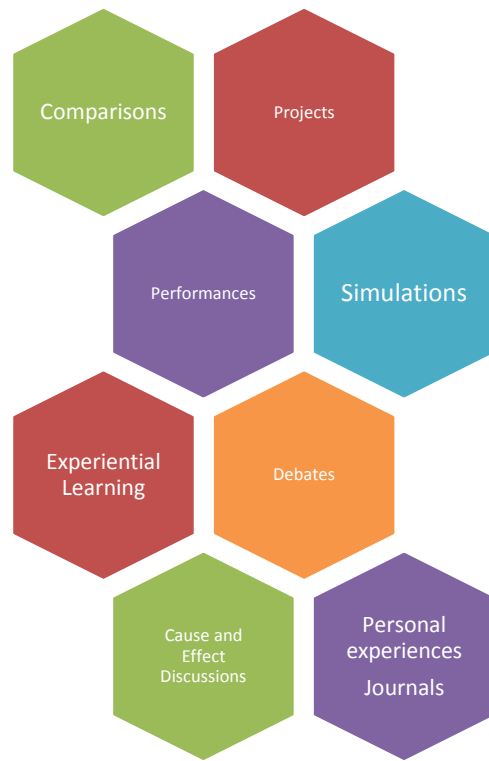 Comparisons
Projects
Performances
Simulations
Experiential
Learning
Debates
Cause and
Effect
Discussions
Personal
experiences
Journals